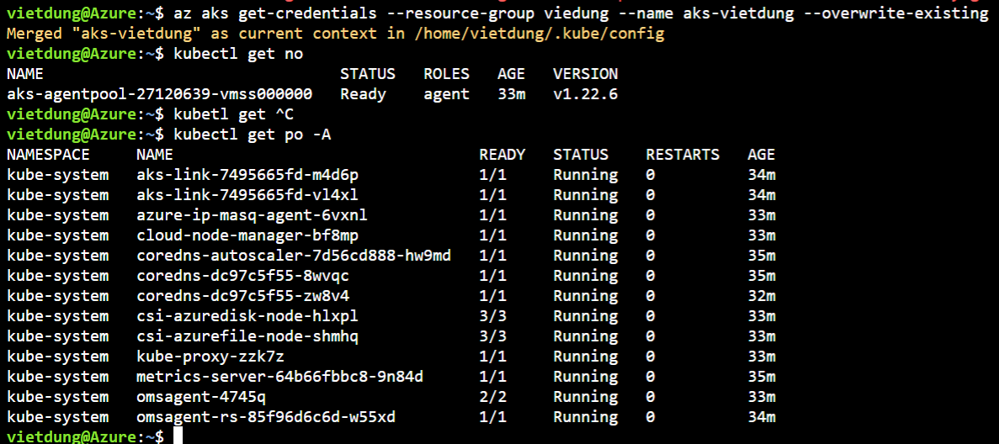 vietdung@Azure:~$ az aks get-credentials --resource-group viedung --name aks-vietdung --overwrite-existing
Merged "aks-vietdung" as current context in /home/vietdung/.kube/config
vietdung@Azure:~$ kubectl get no
NAME STATUS ROLES AGE VERSION
aks-agentpool-27120639-vmss000000 Ready agent 33m v1.22.6
vietdung@Azure:~$ kubetl get ^C
vietdung@Azure:~$ kubectl get po -A
NAMESPACE NAME READY STATUS RESTARTS AGE
kube-system aks-link-7495665fd-m4d6p 1/1 Running 0 34m
kube-system aks-link-7495665fd-vl4xl 1/1 Running 0 34m
kube-system azure-ip-masq-agent-6vxnl 1/1 Running 0 33m
kube-system cloud-node-manager-bf8mp 1/1 Running 0 33m
kube-system coredns-autoscaler-7d56cd888-hw9md 1/1 Running 0 35m
kube-system coredns-dc97c5f55-8wvqc 1/1 Running 0 35m
kube-system coredns-dc97c5f55-zw8v4 1/1 Running 0 32m
kube-system csi-azuredisk-node-hlxpl 3/3 Running 0 33m
kube-system csi-azurefile-node-shmhq 3/3 Running 0 33m
kube-system kube-proxy-zzk7z 1/1 Running 0 33m
kube-system metrics-server-64b66fbbc8-9n84d 1/1 Running 0 35m
kube-system omsagent-4745q 2/2 Running 0 33m
kube-system omsagent-rs-85f96d6c6d-w55xd 1/1 Running 0 34m
vietdung@Azure:~$